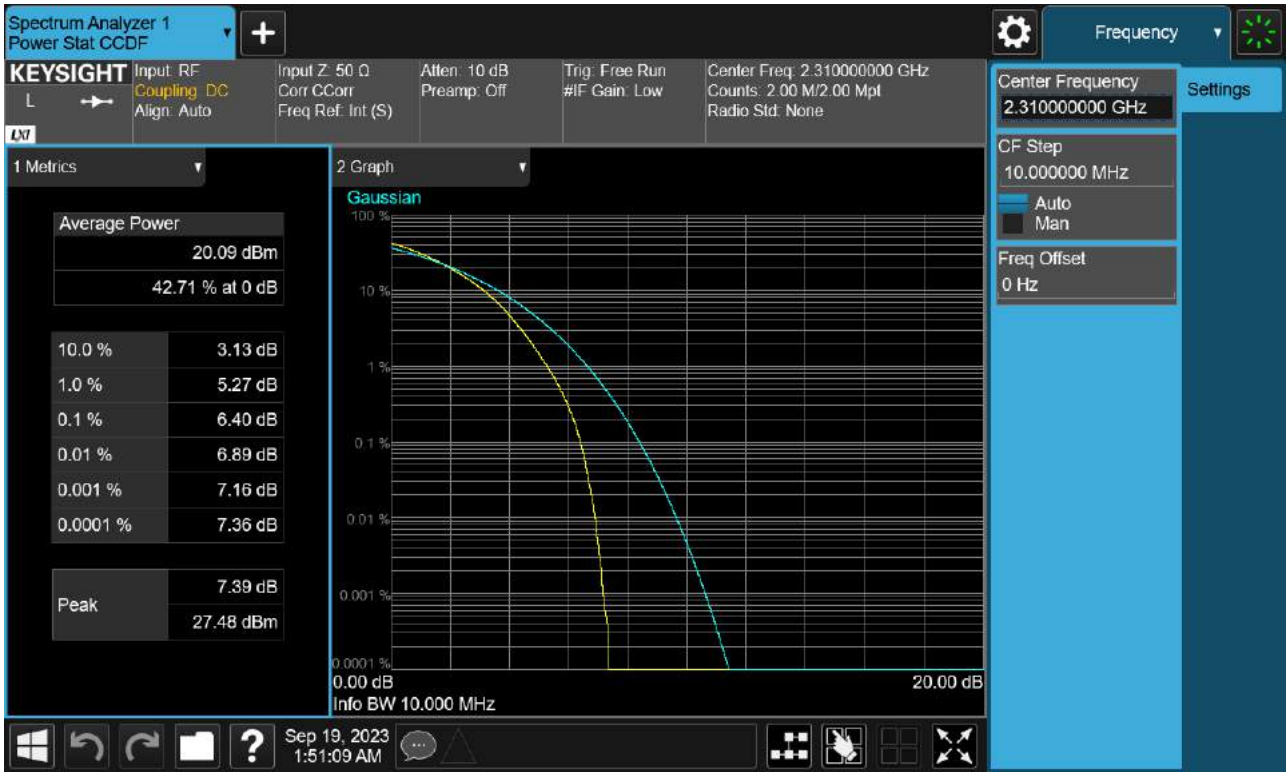 Spectrum Analyzer 1
Power Stat CCDF
Frequency
KEYSIGHT
L
LXI
Input: RF
Coupling: DC
Align: Auto
Input Z: 50 Ω
Corr CCorr
Freq Ref: Int (S)
Atten: 10 dB
Preamp: Off
Trig: Free Run
#IF Gain: Low
Center Freq: 2.310000000 GHz
Counts: 2.00 M/2.00 Mpt
Radio Std: None
Center Frequency
2.310000000 GHz
Settings
CF Step
10.000000 MHz
Auto
Man
Freq Offset
0 Hz
1 Metrics
Average Power
20.09 dBm
42.71 % at 0 dB
10.0 % 3.13 dB
1.0 % 5.27 dB
0.1 % 6.40 dB
0.01 % 6.89 dB
0.001 % 7.16 dB
0.0001 % 7.36 dB
Peak
7.39 dB
27.48 dBm
2 Graph
Gaussian
100 %
10 %
1 %
0.1 %
0.01 %
0.001 %
0.0001 %
0.00 dB 20.00 dB
Info BW 10.000 MHz
?
Sep 19, 2023
1:51:09 AM